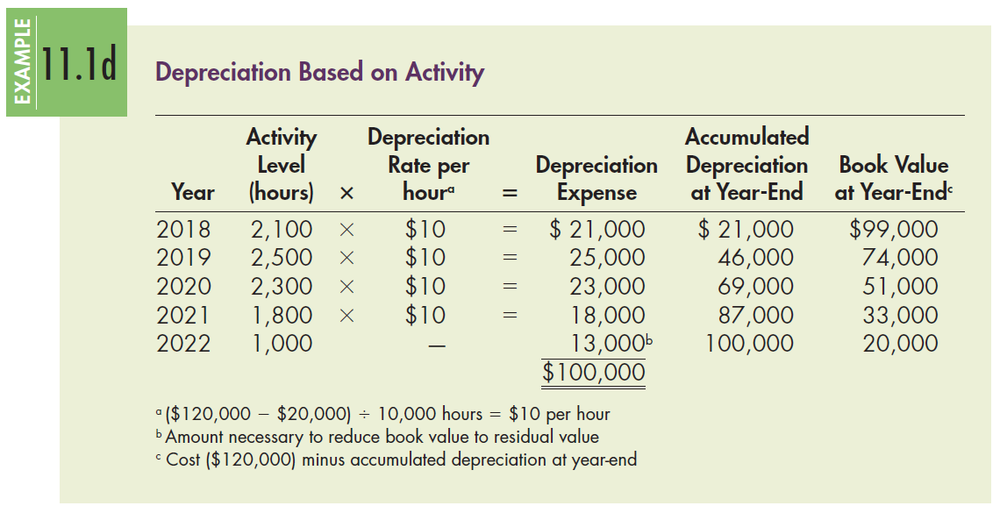 EXAMPLE
11.1d
Depreciation Based on Activity
Activity Depreciation Accumulated
Level Rate per Depreciation Depreciation Book Value
Year (hours) × hourᵃ = Expense at Year-End at Year-Endᶜ
2018 2,100 × $10 = $ 21,000 $ 21,000 $99,000
2019 2,500 × $10 = 25,000 46,000 74,000
2020 2,300 × $10 = 23,000 69,000 51,000
2021 1,800 × $10 = 18,000 87,000 33,000
2022 1,000 — 13,000ᵇ 100,000 20,000
$100,000
ᵃ ($120,000 − $20,000) ÷ 10,000 hours = $10 per hour
ᵇ Amount necessary to reduce book value to residual value
ᶜ Cost ($120,000) minus accumulated depreciation at year-end